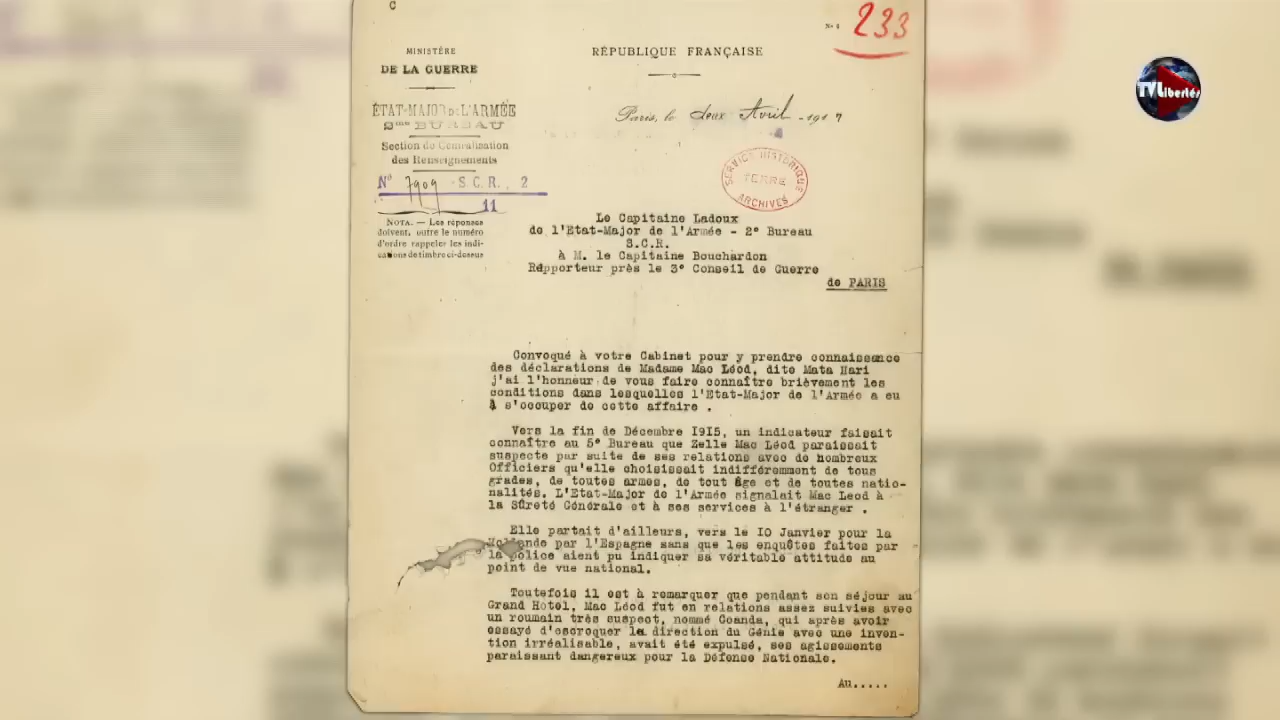 C
N° 233
MINISTÈRE
DE LA GUERRE
RÉPUBLIQUE FRANÇAISE
ÉTAT-MAJOR DE L'ARMÉE
2me BUREAU
Section de Centralisation
des Renseignements
N° 7909 S.C.R. 2
11
NOTA. — Les réponses
doivent, outre le numéro
d'ordre rappeler les indi-
cations de timbre ci-dessus
Paris, le deux Avril 1917
SERVICE HISTORIQUE
TERRE
ARCHIVES
TVLibertés
Le Capitaine Ladoux
de l'Etat-Major de l'Armée - 2° Bureau
S.C.R.
à M. le Capitaine Bouchardon
Rapporteur près le 3° Conseil de Guerre
de PARIS
Convoqué à votre Cabinet pour y prendre connaissance
des déclarations de Madame Mac Léod, dite Mata Hari
j'ai l'honneur de vous faire connaître brièvement les
conditions dans lesquelles l'Etat-Major de l'Armée a eu
à s'occuper de cette affaire .
Vers la fin de Décembre I9I5, un indicateur faisait
connaître au 5° Bureau que Zelle Mac Léod paraissait
suspecte par suite de ses relations avec de nombreux
Officiers qu'elle choisissait indifféremment de tous
grades, de toutes armes, de tout âge et de toutes natio-
nalités. L'Etat-Major de l'Armée signalait Mac Leod à
la Sûreté Générale et à ses services à l'étranger .
Elle partait d'ailleurs, vers le IO Janvier pour la
Hollande par l'Espagne sans que les enquêtes faites par
la police aient pu indiquer sa véritable attitude au
point de vue national.
Toutefois il est à remarquer que pendant son séjour au
Grand Hotel, Mac Léod fut en relations assez suivies avec
un roumain très suspect, nommé Coanda, qui après avoir
essayé d'escroquer la direction du Génie avec une inven-
tion irréalisable, avait été expulsé, ses agissements
paraissant dangereux pour la Défense Nationale.
Au.....